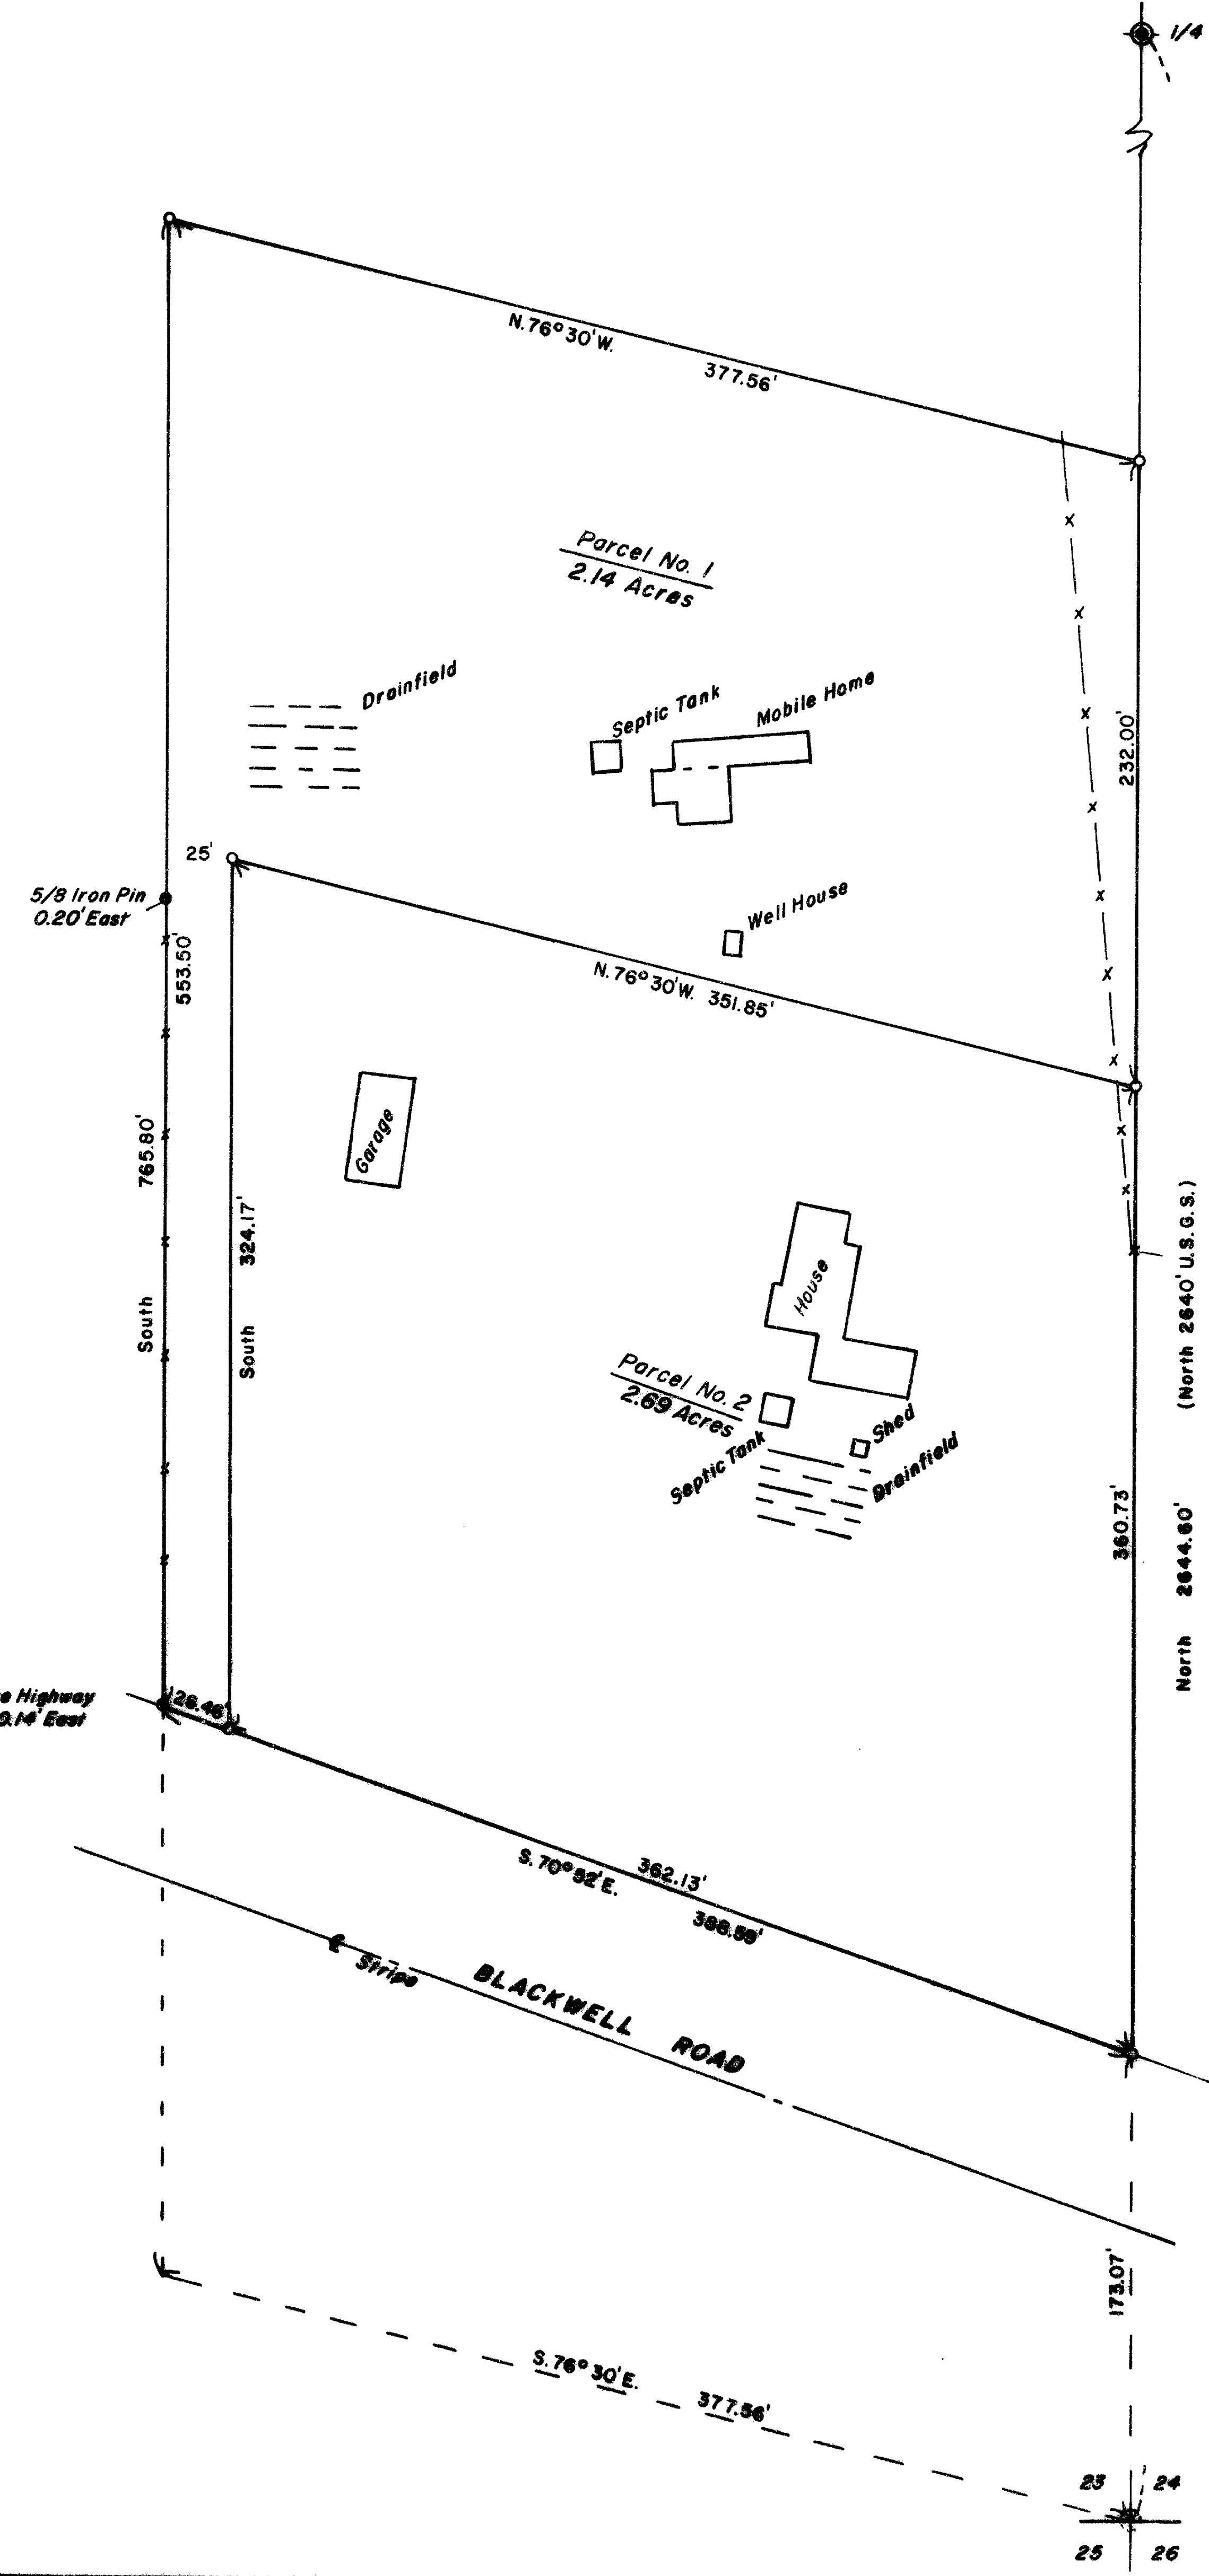 1/4
N. 76° 30' W.
377.56'
Parcel No. 1
2.14 Acres
Drainfield
Septic Tank
Mobile Home
232.00'
25'
5/8 Iron Pin
0.20' East
Well House
553.50'
N. 76° 30' W. 351.85'
Garage
765.80'
South
324.17'
South
House
(North 2640' U.S.G.S.)
Parcel No. 2
2.69 Acres
Septic Tank
Shed
Drainfield
360.73'
North 2644.60'
Highway
.14' East
26.46'
362.13'
S. 70° 52' E.
388.59'
℄
Stripe
BLACKWELL ROAD
173.07'
S. 76° 30' E.
377.56'
23 24
25 26